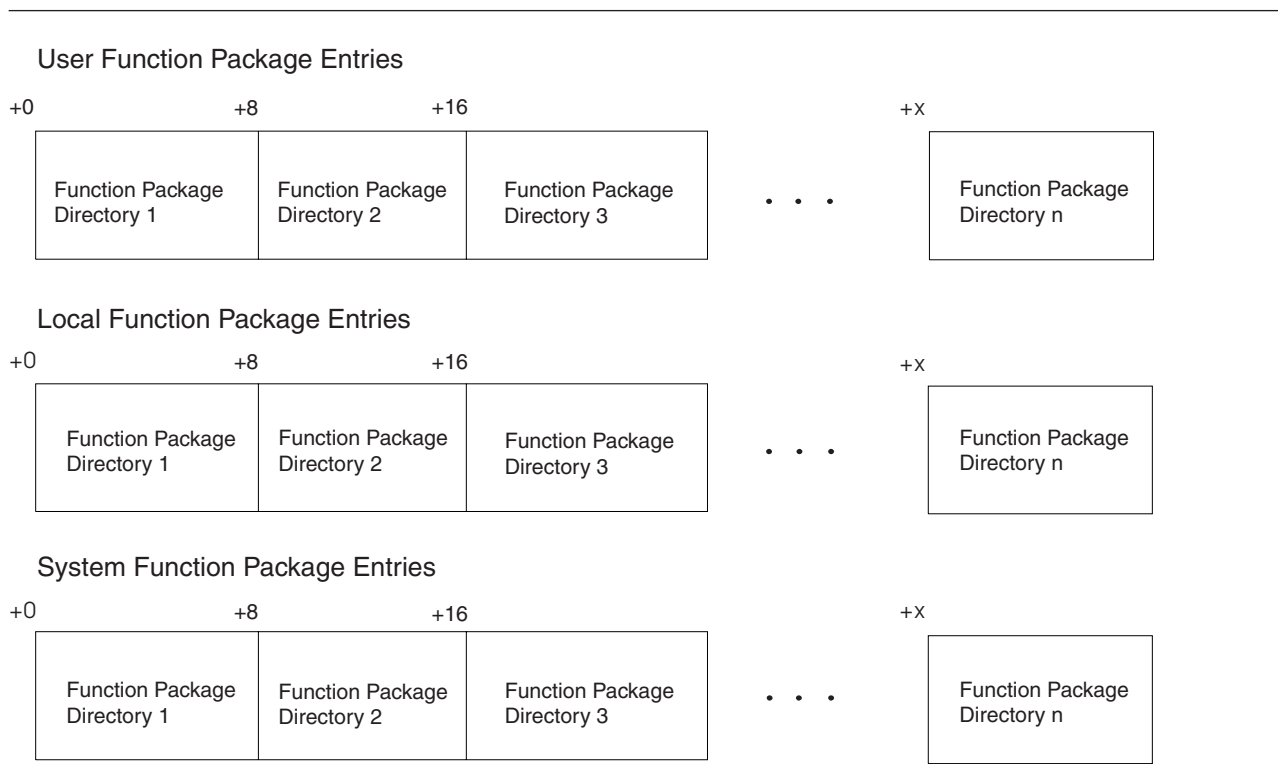 User Function Package Entries
+0 +8 +16 +x
Function Package Directory 1
Function Package Directory 2
Function Package Directory 3
. . .
Function Package Directory n
Local Function Package Entries
+0 +8 +16 +x
Function Package Directory 1
Function Package Directory 2
Function Package Directory 3
. . .
Function Package Directory n
System Function Package Entries
+0 +8 +16 +x
Function Package Directory 1
Function Package Directory 2
Function Package Directory 3
. . .
Function Package Directory n